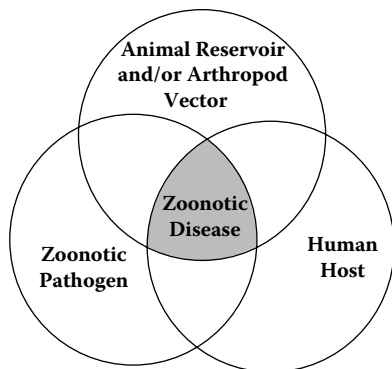 Animal Reservoir
and/or Arthropod
Vector
Zoonotic
Disease
Zoonotic
Pathogen
Human
Host